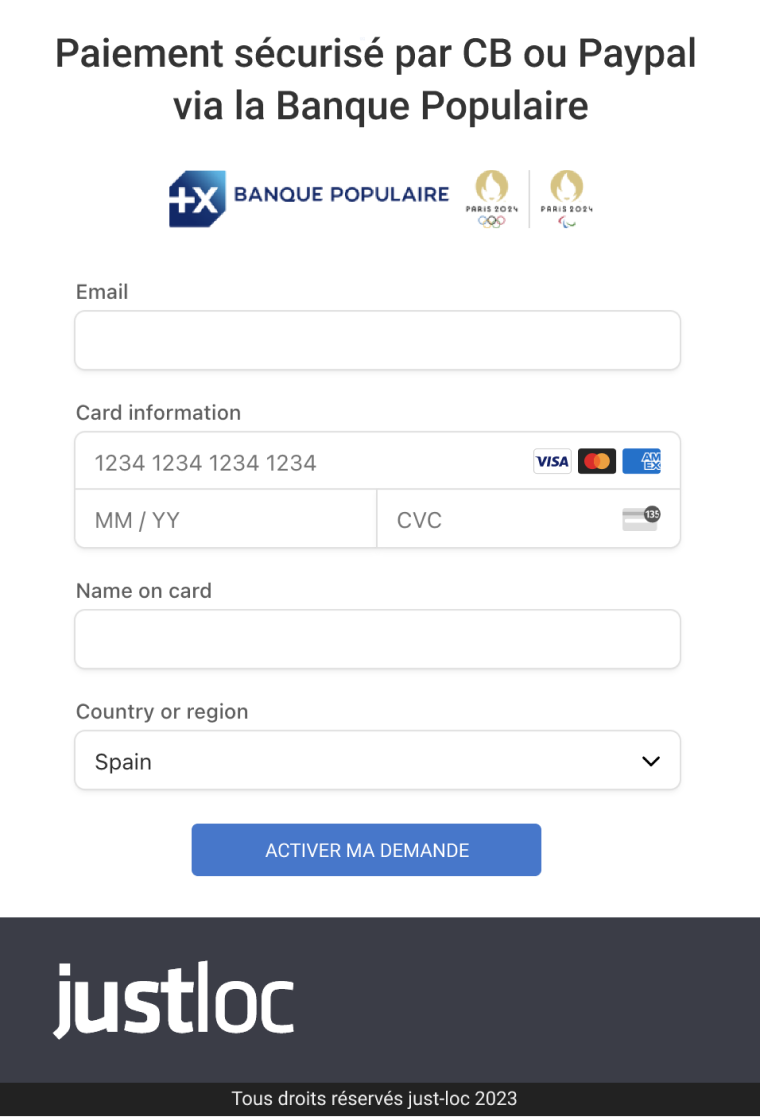 Paiement sécurisé par CB ou Paypal
via la Banque Populaire
+X BANQUE POPULAIRE PARIS 2024 PARIS 2024
Email
Card information
1234 1234 1234 1234 VISA AM
EX
MM / YY CVC 135
Name on card
Country or region
Spain
ACTIVER MA DEMANDE
justloc
Tous droits réservés just-loc 2023